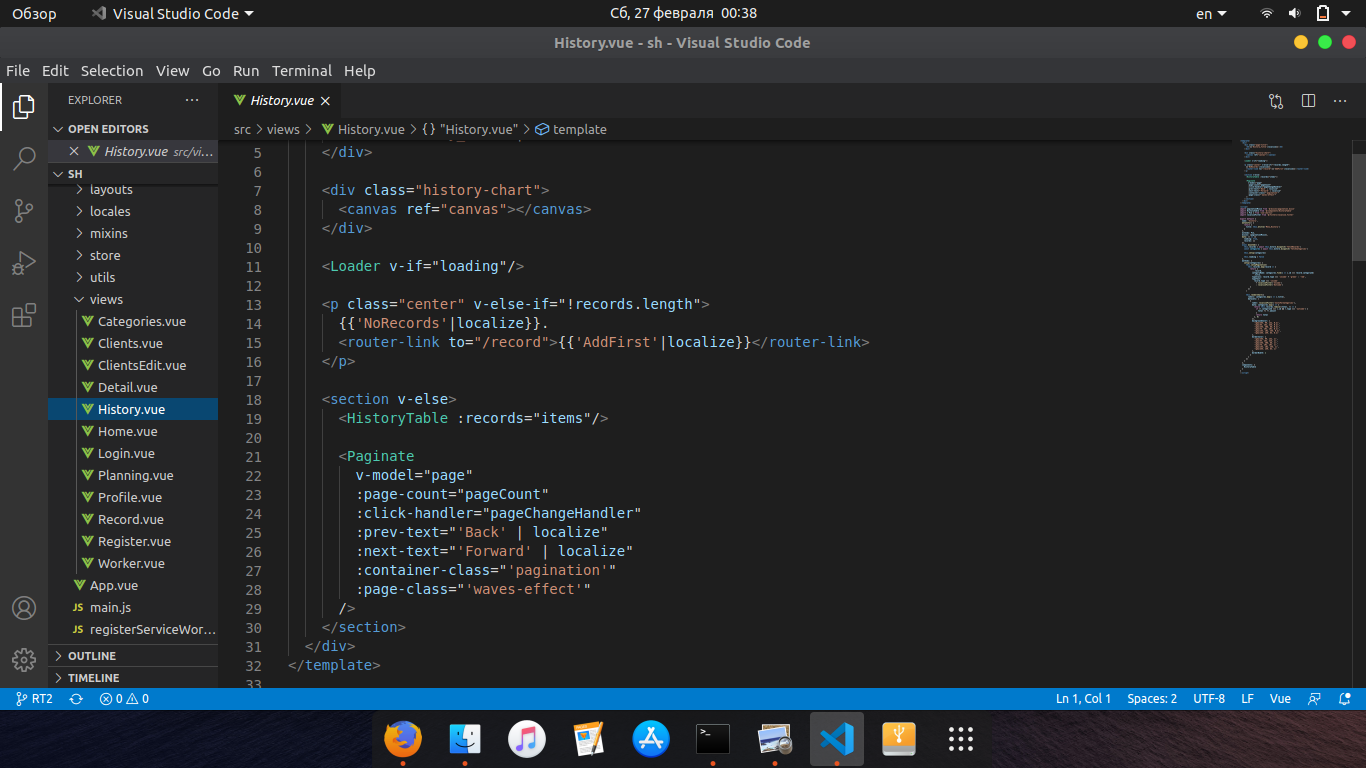 Обзор
Visual Studio Code
Сб, 27 февраля 00:38
en
History.vue - sh - Visual Studio Code
File Edit Selection View Go Run Terminal Help
EXPLORER
OPEN EDITORS
History.vue src/vi...
SH
layouts
locales
mixins
store
utils
views
Categories.vue
Clients.vue
ClientsEdit.vue
Detail.vue
History.vue
Home.vue
Login.vue
Planning.vue
Profile.vue
Record.vue
Register.vue
Worker.vue
App.vue
JS main.js
JS registerServiceWor...
OUTLINE
TIMELINE
History.vue
src > views > History.vue > {} "History.vue" > template
5 </div>
6
7 <div class="history-chart">
8 <canvas ref="canvas"></canvas>
9 </div>
10
11 <Loader v-if="loading"/>
12
13 <p class="center" v-else-if="!records.length">
14 {{'NoRecords'|localize}}.
15 <router-link to="/record">{{'AddFirst'|localize}}</router-link>
16 </p>
17
18 <section v-else>
19 <HistoryTable :records="items"/>
20
21 <Paginate
22 v-model="page"
23 :page-count="pageCount"
24 :click-handler="pageChangeHandler"
25 :prev-text="'Back' | localize"
26 :next-text="'Forward' | localize"
27 :container-class="'pagination'"
28 :page-class="'waves-effect'"
29 />
30 </section>
31 </div>
32 </template>
33
RT2
0 0
Ln 1, Col 1
Spaces: 2
UTF-8
LF
Vue